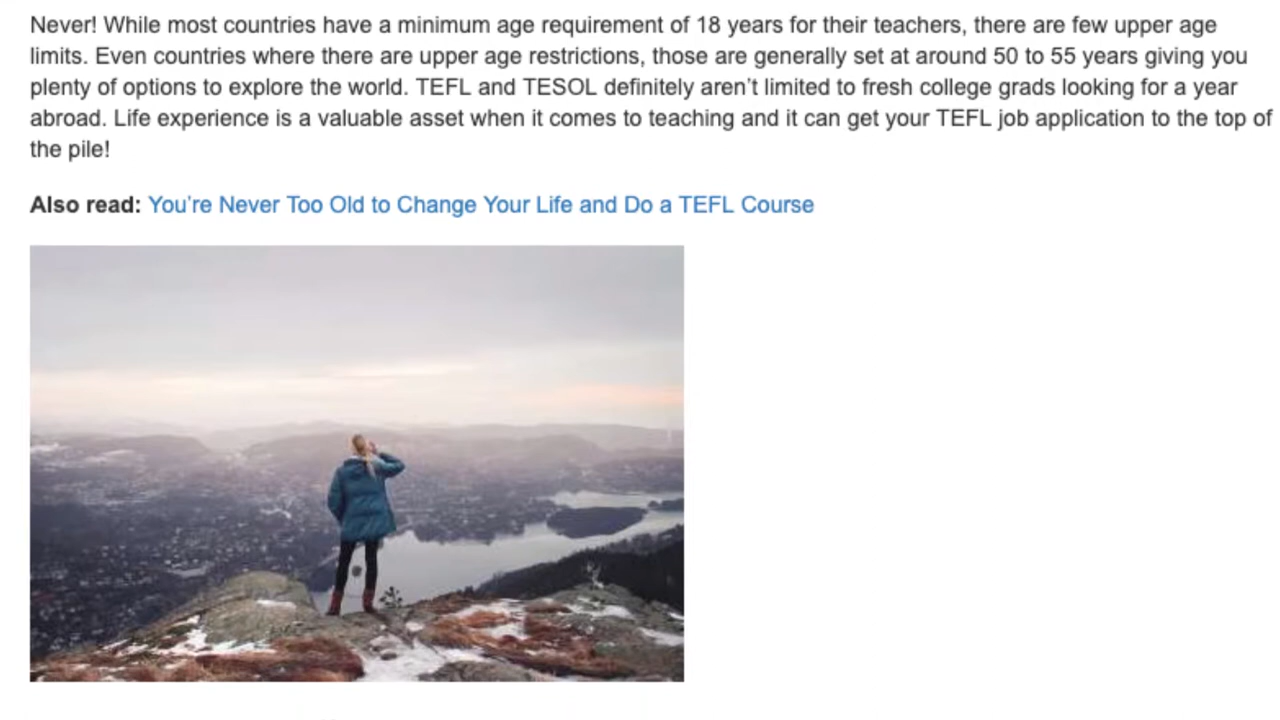 Never! While most countries have a minimum age requirement of 18 years for their teachers, there are few upper age
limits. Even countries where there are upper age restrictions, those are generally set at around 50 to 55 years giving you
plenty of options to explore the world. TEFL and TESOL definitely aren’t limited to fresh college grads looking for a year
abroad. Life experience is a valuable asset when it comes to teaching and it can get your TEFL job application to the top of
the pile!
Also read: You’re Never Too Old to Change Your Life and Do a TEFL Course